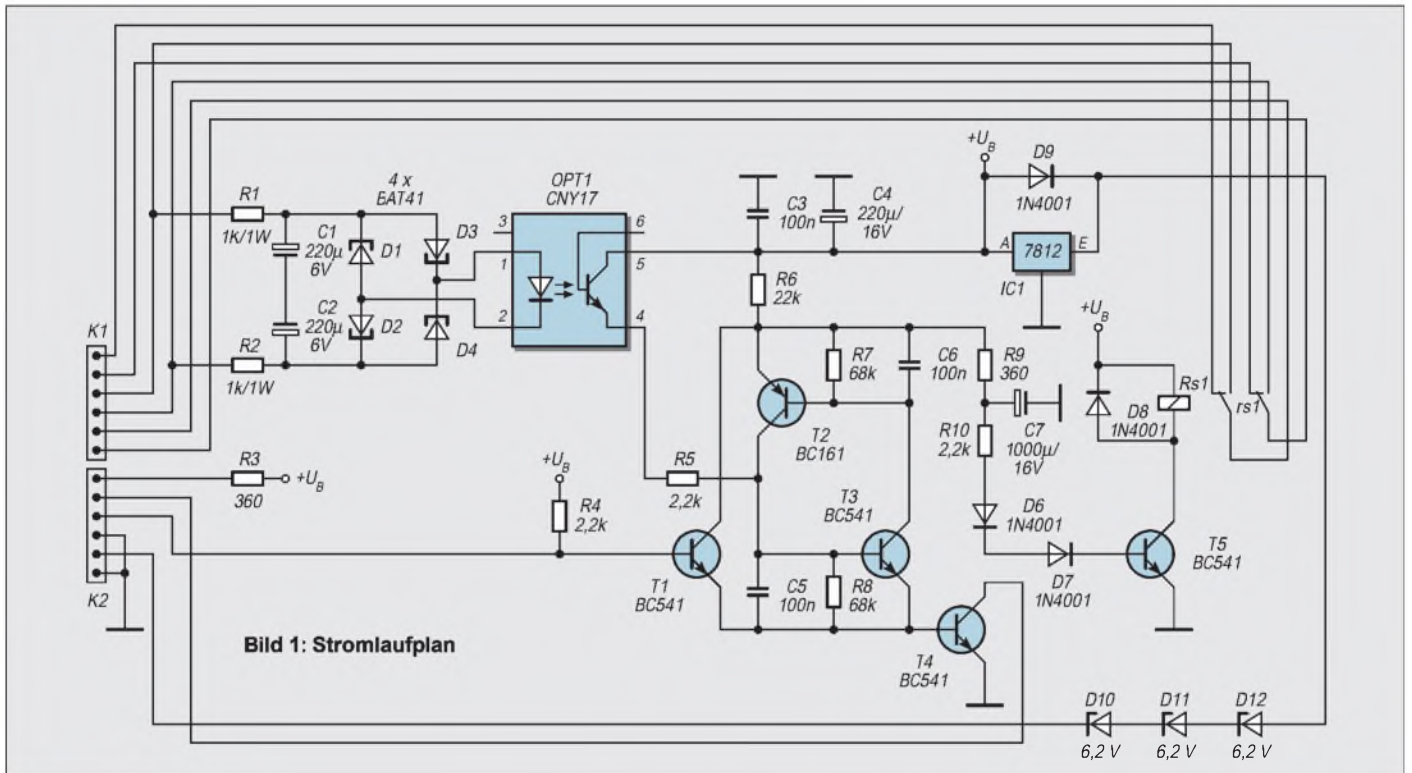 +U_B
D9
1N4001
A
7812
E
IC1
4 x
BAT41
OPT1
CNY17
3
6
1
5
2
4
R1
1K/1W
C1
220µ
6V
D1
D3
C2
220µ
6V
D2
D4
R2
1k/1W
C3
100n
C4
220µ/
16V
R6
22k
K1
K2
R3
360
+U_B
+U_B
R4
2,2k
R5
2,2k
T1
BC541
T2
BC161
R7
68k
C6
100n
R9
360
R10
2,2k
C7
1000µ/
16V
+U_B
Rs1
rs1
D8
1N4001
T3
BC541
D6
1N4001
D7
1N4001
T5
BC541
C5
100n
R8
68k
T4
BC541
Bild 1: Stromlaufplan
D10
D11
D12
6,2 V
6,2 V
6,2 V